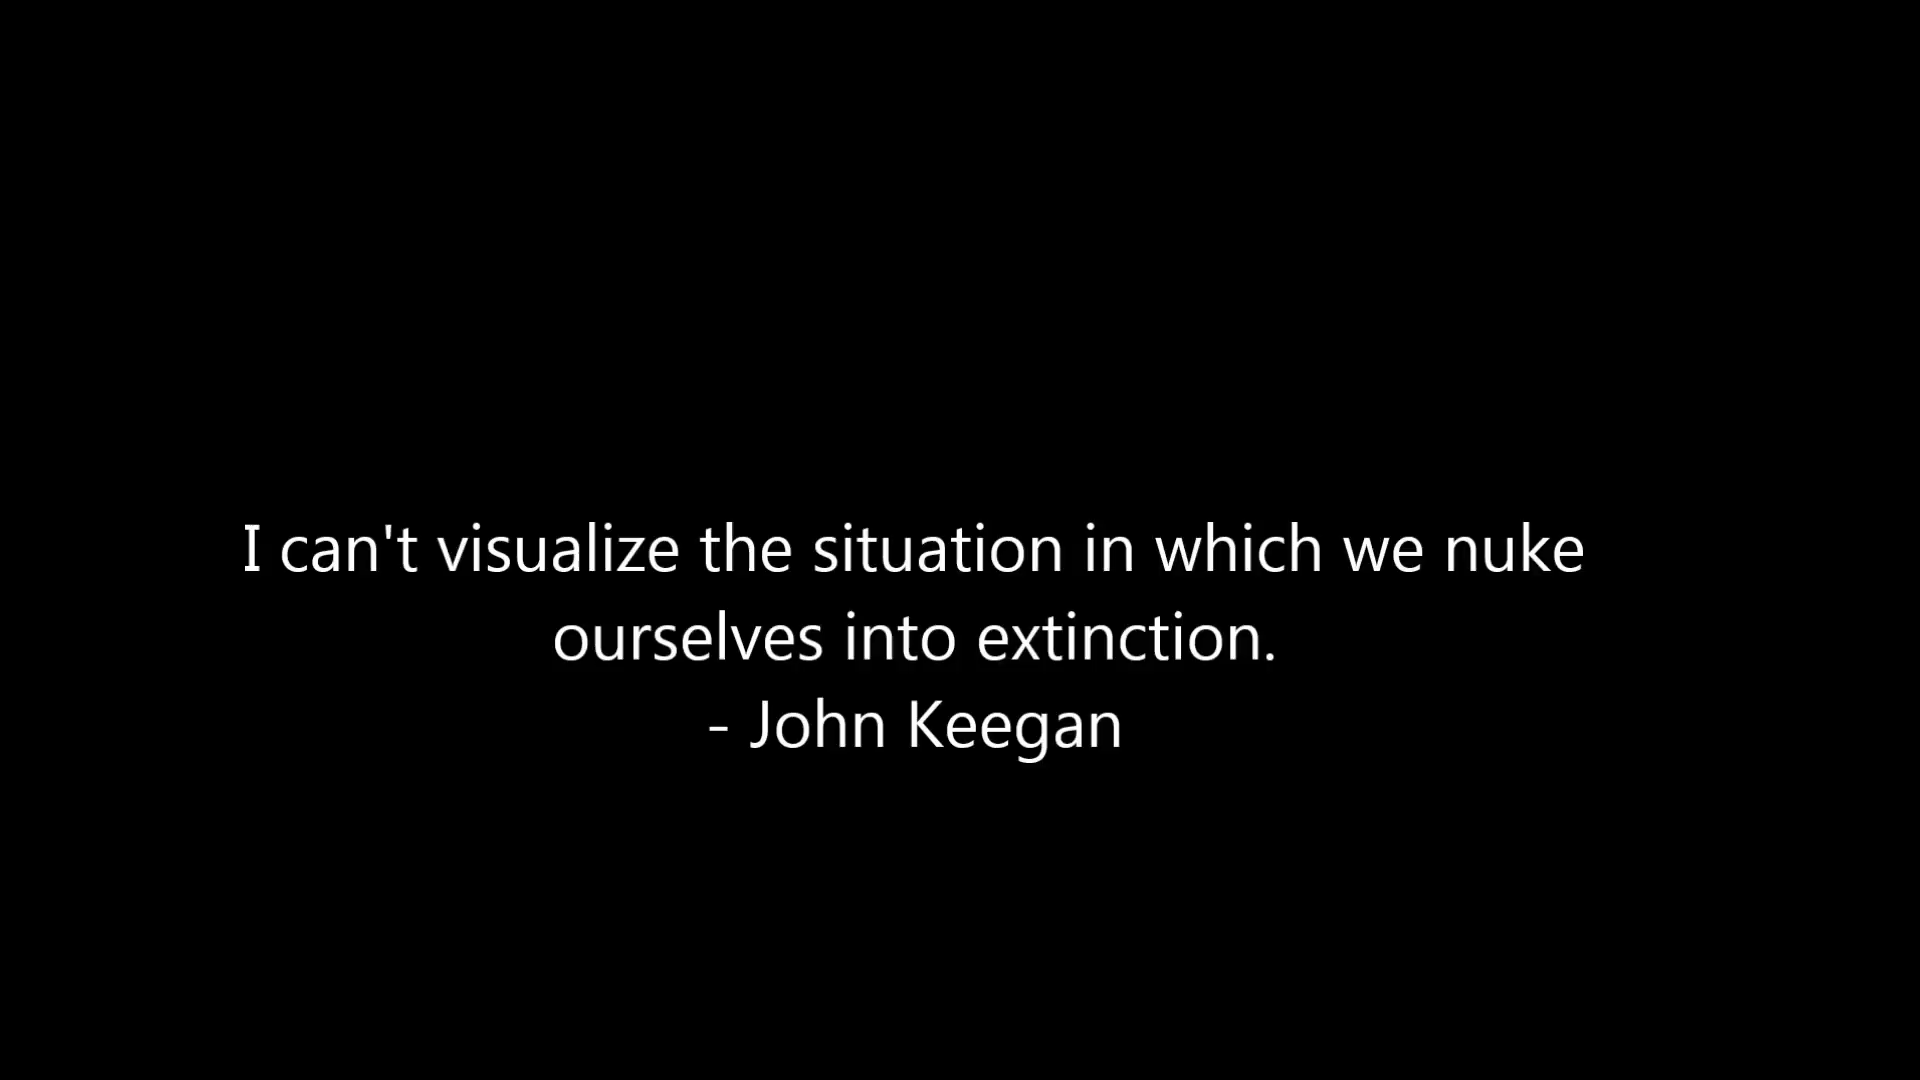 I can't visualize the situation in which we nuke
ourselves into extinction.
- John Keegan